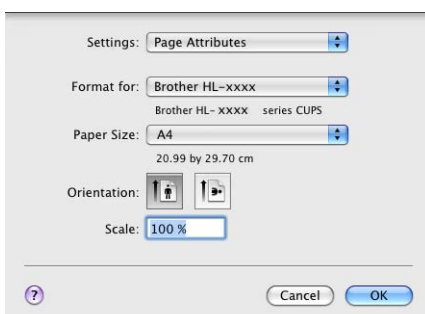 Settings: Page Attributes
Format for: Brother HL-xxxx
Brother HL- XXXX series CUPS
Paper Size: A4
20.99 by 29.70 cm
Orientation:
Scale: 100 %
? Cancel OK